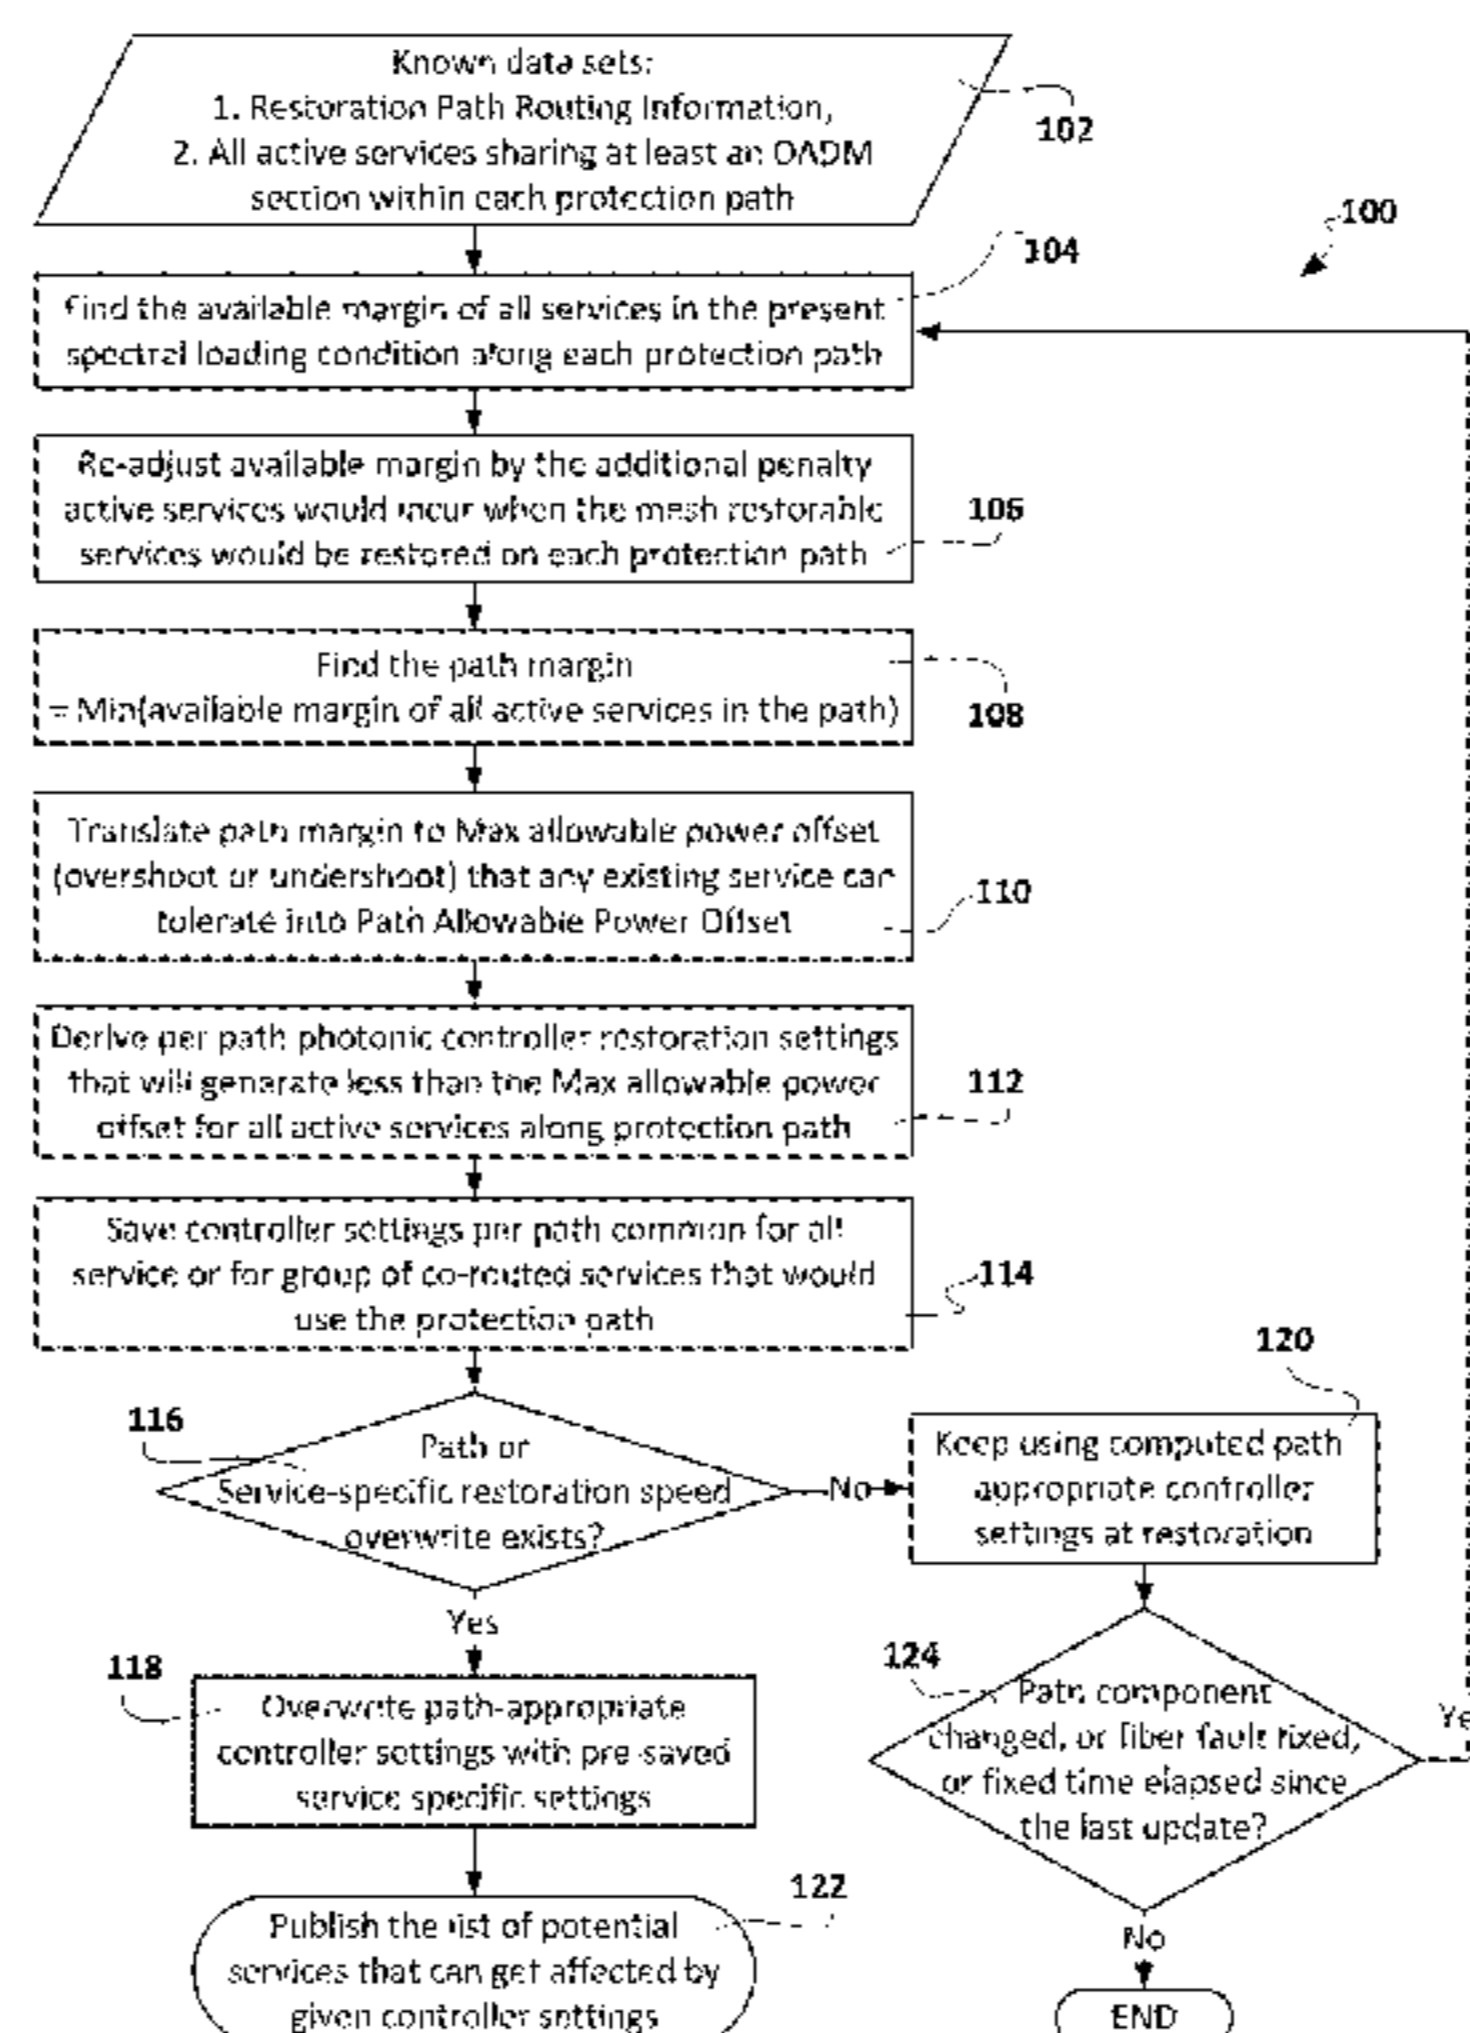 Known data sets:
1. Restoration Path Routing Information,
2. All active services sharing at least an OADM
section within each protection path
102
100
104
Find the available margin of all services in the present
spectral loading condition along each protection path
Re-adjust available margin by the additional penalty
active services would incur when the mesh restorable
services would be restored on each protection path
106
Find the path margin
= Min(available margin of all active services in the path)
108
Translate path margin to Max allowable power offset
(overshoot or undershoot) that any existing service can
tolerate into Path Allowable Power Offset
110
Derive per path photonic controller restoration settings
that will generate less than the Max allowable power
offset for all active services along protection path
112
Save controller settings per path common for all
service or for group of co-routed services that would
use the protection path
114
116
Path or
Service-specific restoration speed
overwrite exists?
No
120
Keep using computed path
appropriate controller
settings at restoration
Yes
118
Overwrite path-appropriate
controller settings with pre-saved
service specific settings
124
Path component
changed, or fiber fault fixed,
or fixed time elapsed since
the last update?
Ye
122
Publish the list of potential
services that can get affected by
given controller settings
No
END